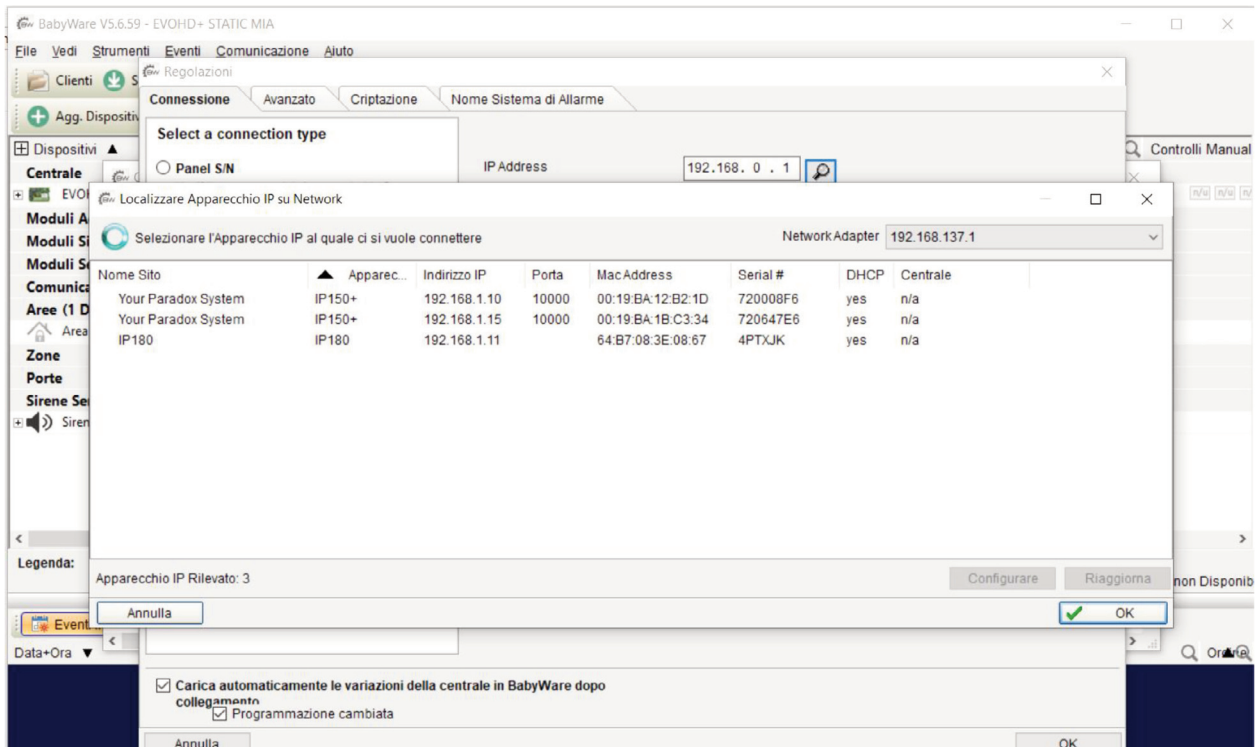 BabyWare V5.6.59 - EVOHD+ STATIC MIA
File Vedi Strumenti Eventi Comunicazione Aiuto
Clienti
Regolazioni
Agg. Dispositiv
Connessione Avanzato Criptazione Nome Sistema di Allarme
Select a connection type
Panel S/N
IP Address 192.168. 0 . 1
Dispositivi
Controlli Manual
Centrale
EVOH
n/u n/u n/
Localizzare Apparecchio IP su Network
Moduli A
Moduli Si
Moduli Se
Comunica
Aree (1 D
Area
Zone
Porte
Sirene Se
Siren
Selezionare l'Apparecchio IP al quale ci si vuole connettere
Network Adapter 192.168.137.1
Nome Sito Apparec... Indirizzo IP Porta Mac Address Serial # DHCP Centrale
Your Paradox System IP150+ 192.168.1.10 10000 00:19:BA:12:B2:1D 720008F6 yes n/a
Your Paradox System IP150+ 192.168.1.15 10000 00:19:BA:1B:C3:34 720647E6 yes n/a
IP180 IP180 192.168.1.11 64:B7:08:3E:08:67 4PTXJK yes n/a
Legenda:
Apparecchio IP Rilevato: 3
Configurare Riaggiorna
non Disponib
Annulla OK
Event
Data+Ora
Carica automaticamente le variazioni della centrale in BabyWare dopo
collegamento
Programmazione cambiata
Annulla OK